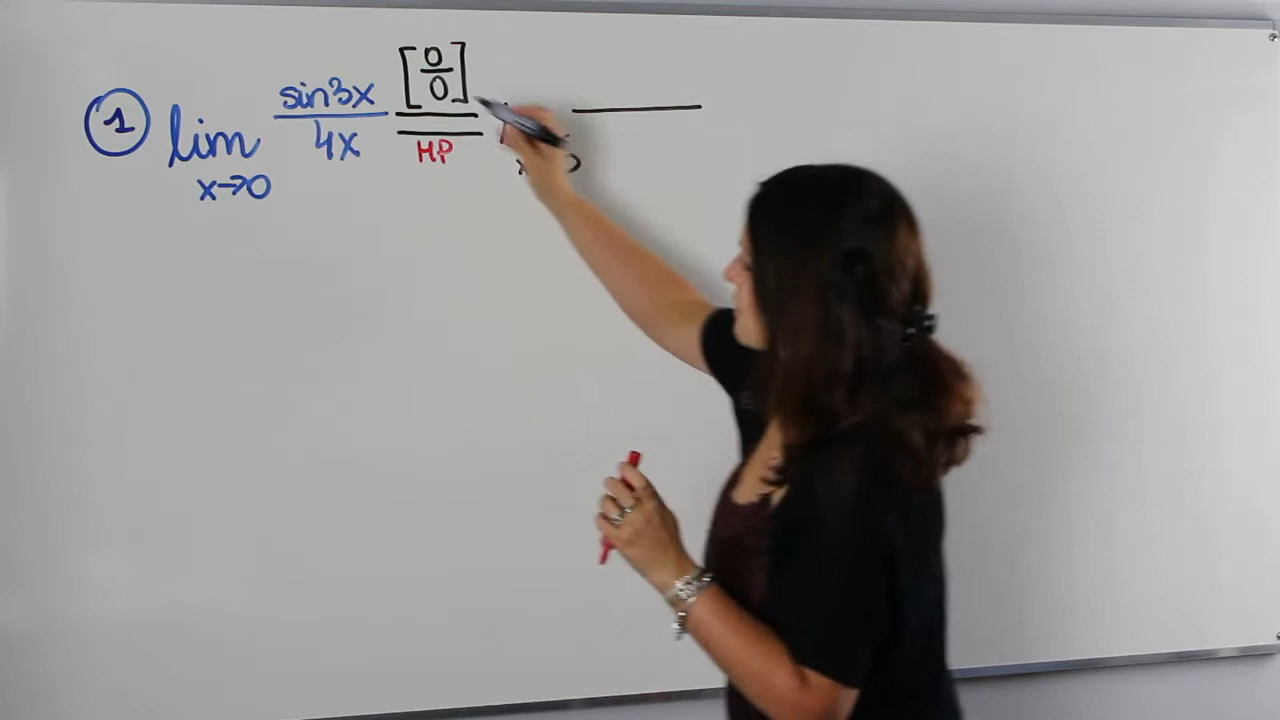 1 lim x→0 sin3x / 4x [0/0] = HP